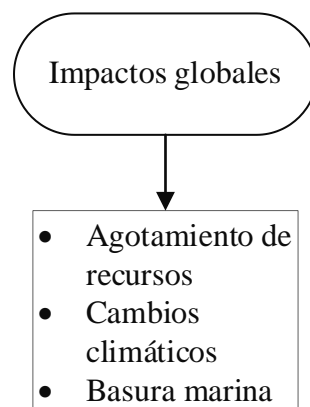 Impactos globales
• Agotamiento de
recursos
• Cambios
climáticos
• Basura marina